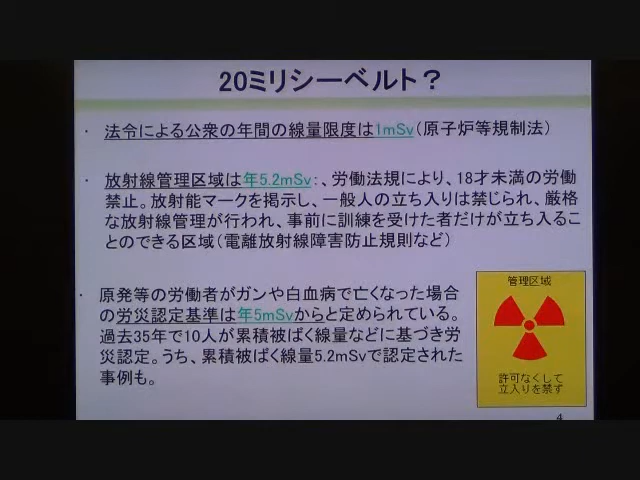 20ミリシーベルト？
・ 法令による公衆の年間の線量限度は1mSv（原子炉等規制法）
・ 放射線管理区域は年5.2mSv：、労働法規により、18才未満の労働
禁止。放射能マークを掲示し、一般人の立ち入りは禁じられ、厳格
な放射線管理が行われ、事前に訓練を受けた者だけが立ち入るこ
とのできる区域（電離放射線障害防止規則など）
・ 原発等の労働者がガンや白血病で亡くなった場合
の労災認定基準は年5mSvからと定められている。
過去35年で10人が累積被ばく線量などに基づき労
災認定。うち、累積被ばく線量5.2mSvで認定された
事例も。
管理区域
許可なくして
立入りを禁ず
4